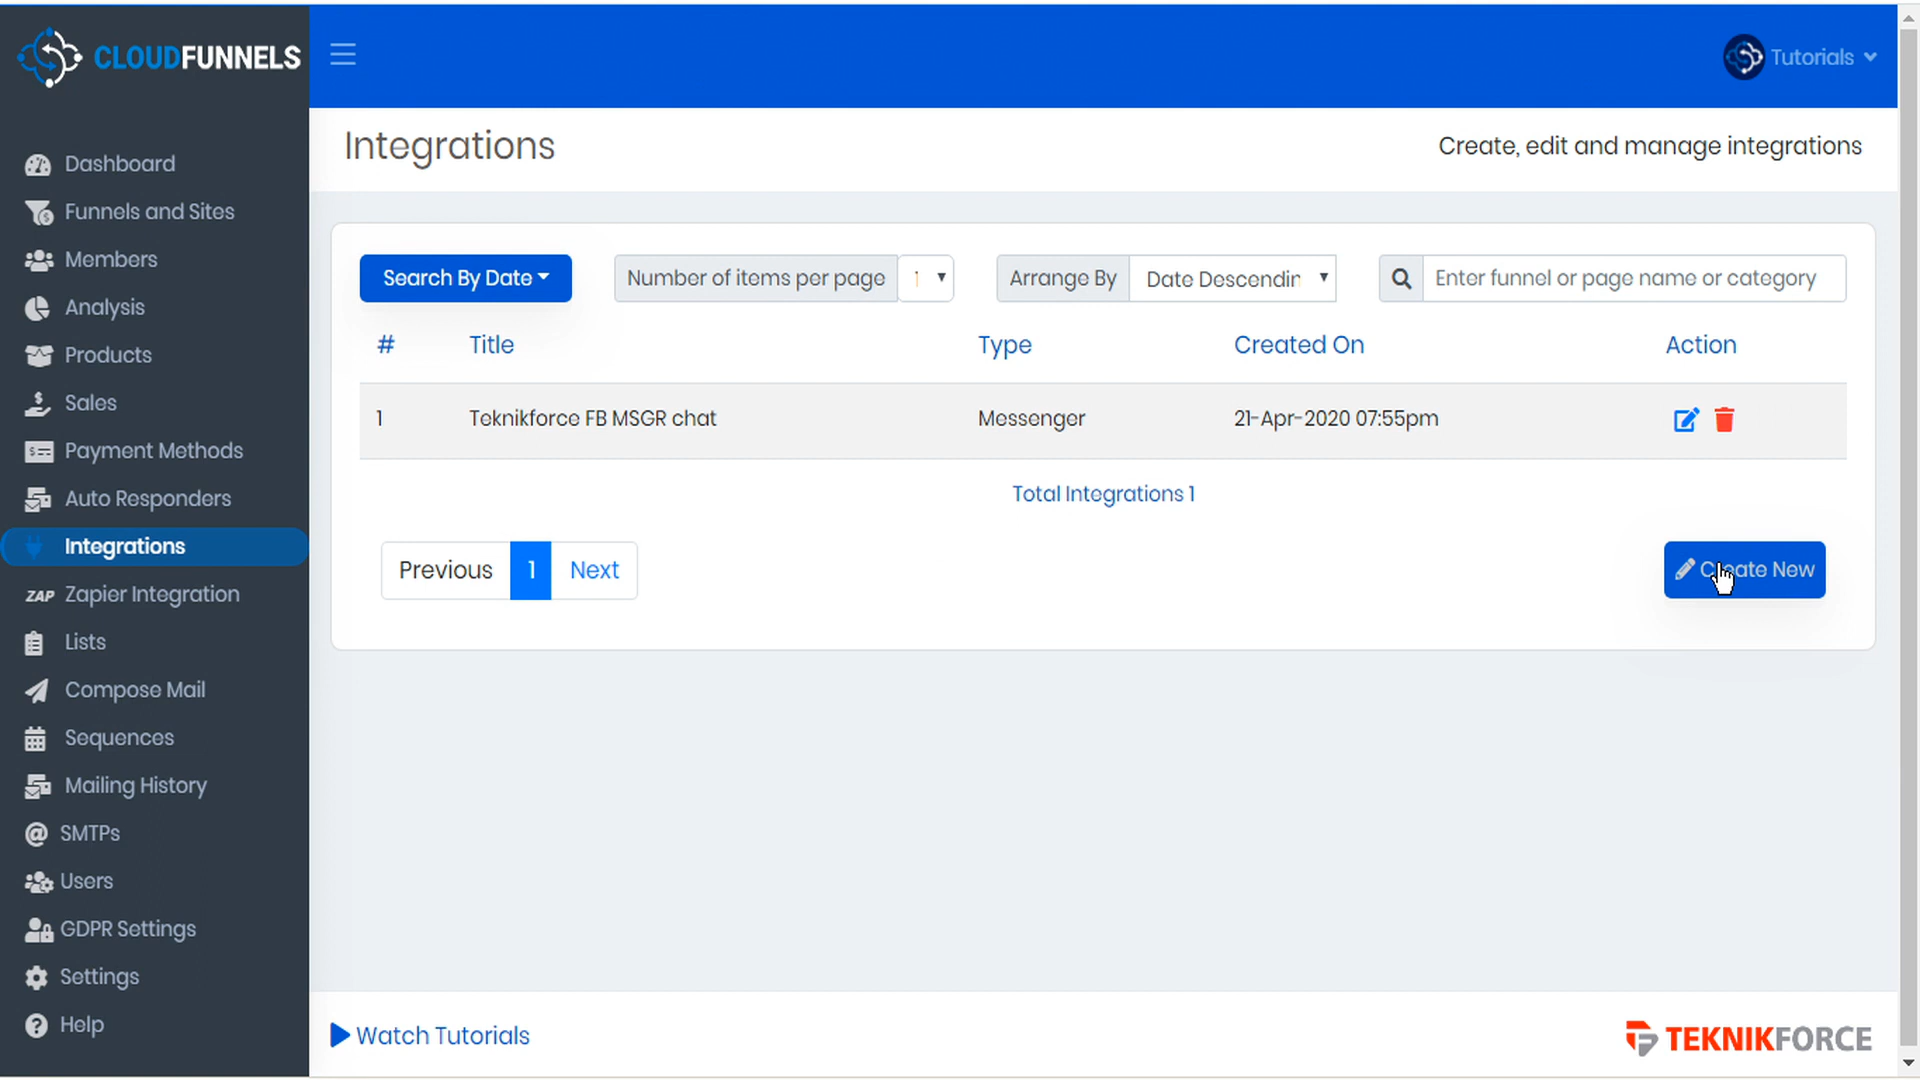 CLOUDFUNNELS
Tutorials
Dashboard
Funnels and Sites
Members
Analysis
Products
Sales
Payment Methods
Auto Responders
Integrations
ZAP Zapier Integration
Lists
Compose Mail
Sequences
Mailing History
SMTPs
Users
GDPR Settings
Settings
Help
Integrations
Create, edit and manage integrations
Search By Date
Number of items per page
Arrange By Date Descendin
Enter funnel or page name or category
# Title Type Created On Action
1 Teknikforce FB MSGR chat Messenger 21-Apr-2020 07:55pm
Total Integrations 1
Previous 1 Next
Create New
Watch Tutorials
TEKNIKFORCE